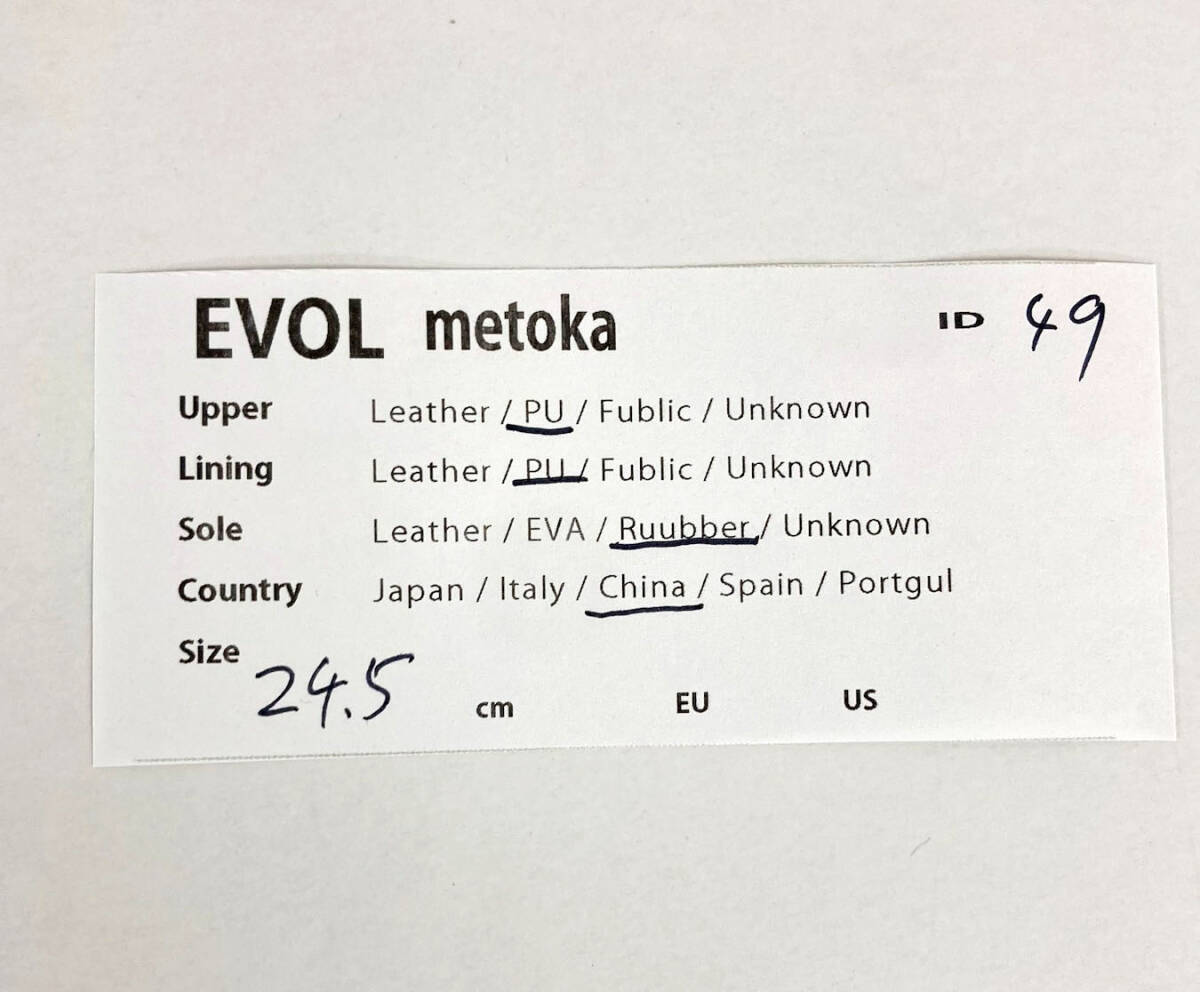 EVOL metoka ID 49
Upper Leather / PU / Fublic / Unknown
Lining Leather / PU / Fublic / Unknown
Sole Leather / EVA / Ruubber / Unknown
Country Japan / Italy / China / Spain / Portgul
Size 24.5 cm EU US